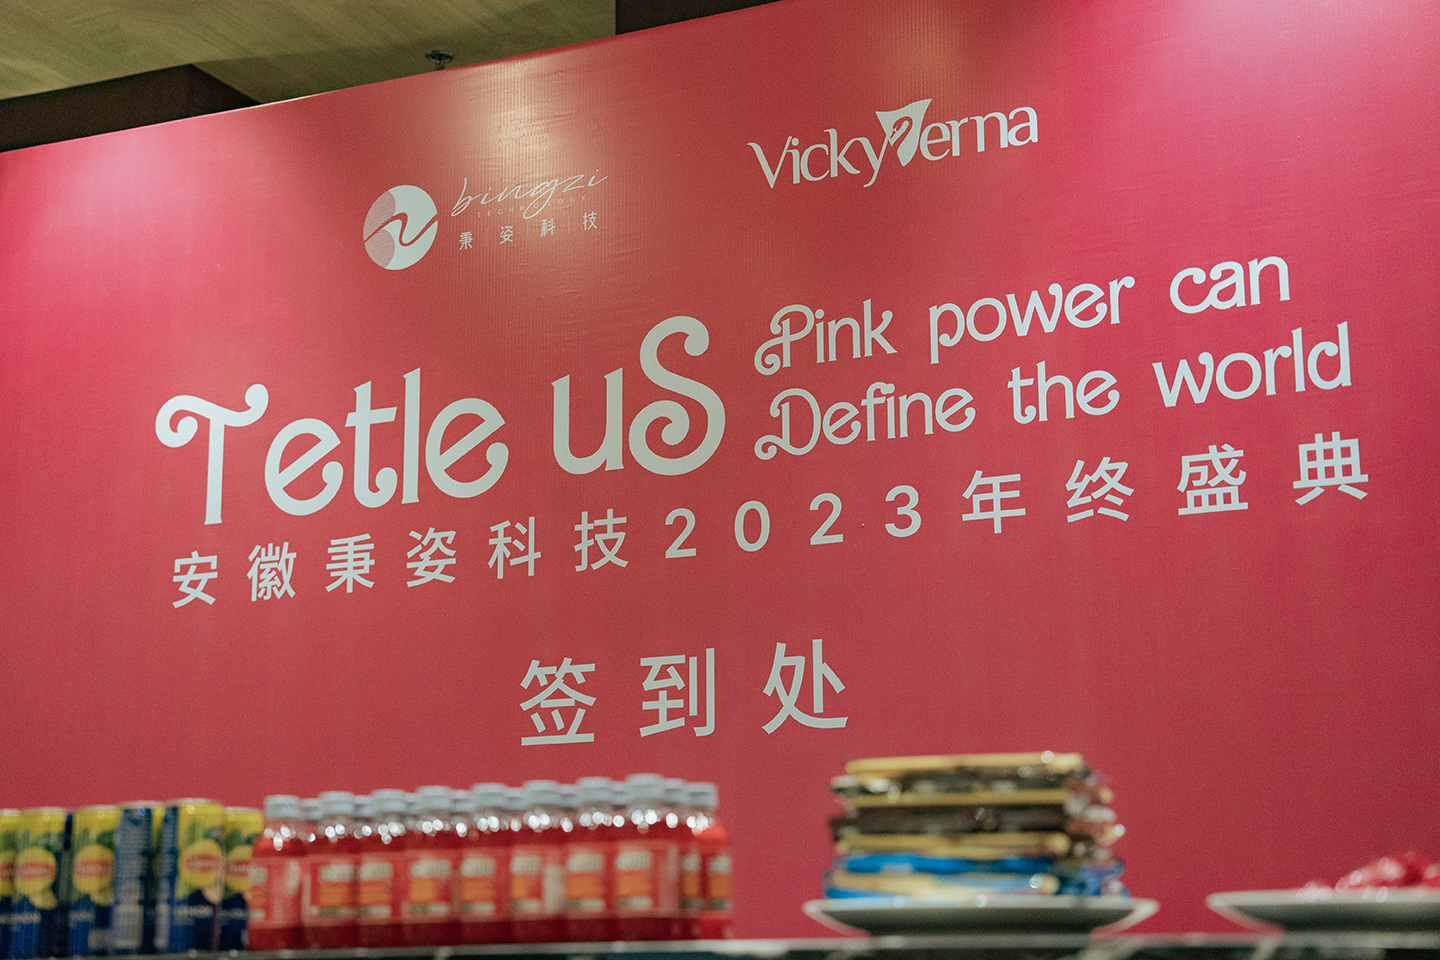 bingzi
TECHNOLOGY
秉姿科技
VickyVerna
Tetle uS
Pink power can
Define the world
安徽秉姿科技2023年终盛典
签到处